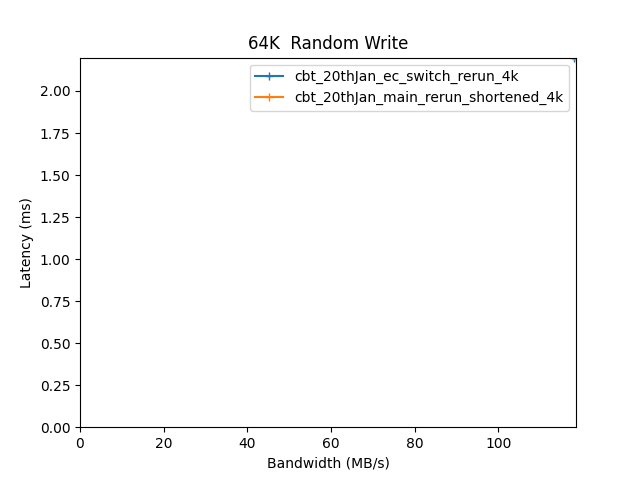 64K  Random Write
cbt_20thJan_ec_switch_rerun_4k
cbt_20thJan_main_rerun_shortened_4k
2.00
1.75
1.50
1.25
1.00
0.75
0.50
0.25
0.00
Latency (ms)
0 20 40 60 80 100
Bandwidth (MB/s)